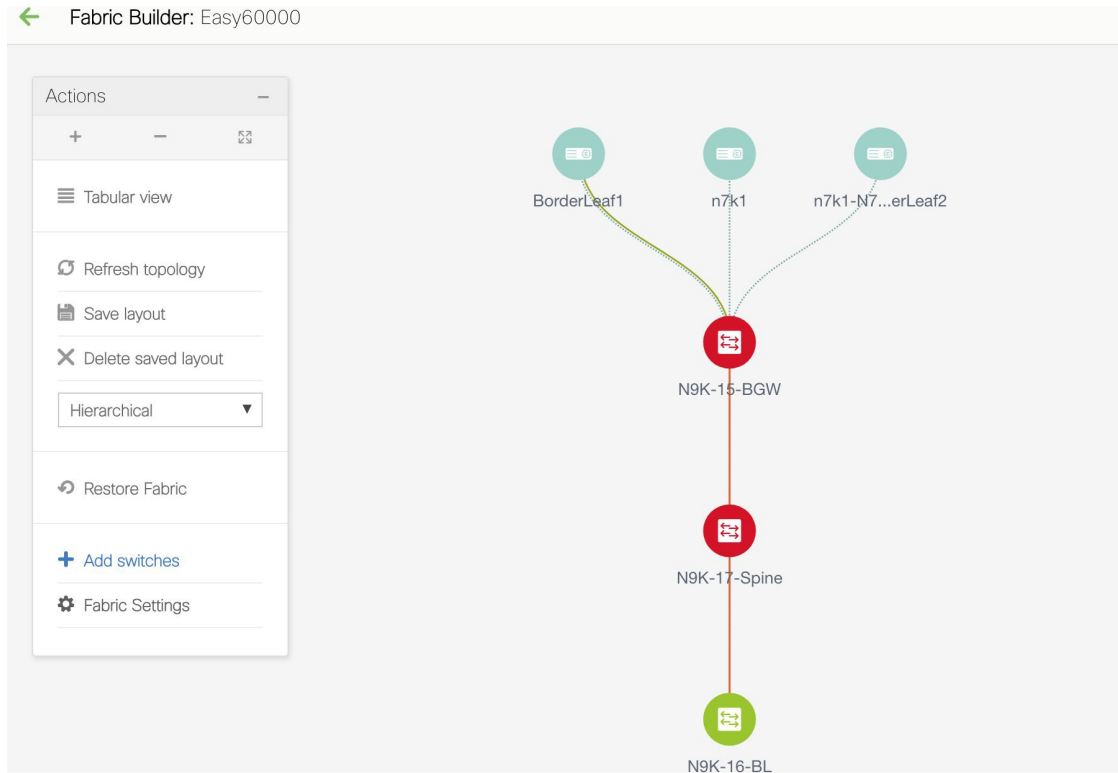 Fabric Builder: Easy60000
Actions
Tabular view
Refresh topology
Save layout
Delete saved layout
Hierarchical
Restore Fabric
Add switches
Fabric Settings
BorderLeaf1
n7k1
n7k1-N7...erLeaf2
N9K-15-BGW
N9K-17-Spine
N9K-16-BL